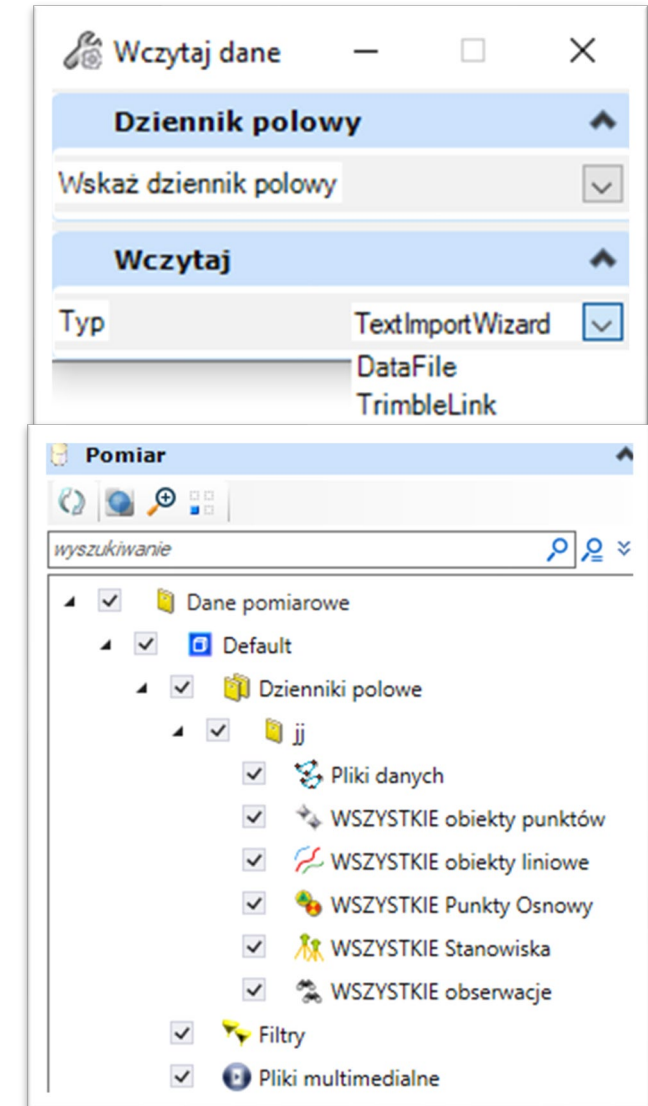 Wczytaj dane
Dziennik polowy
Wskaż dziennik polowy
Wczytaj
Typ TextImportWizard
DataFile
TrimbleLink
Pomiar
wyszukiwanie
Dane pomiarowe
Default
Dzienniki polowe
jj
Pliki danych
WSZYSTKIE obiekty punktów
WSZYSTKIE obiekty liniowe
WSZYSTKIE Punkty Osnowy
WSZYSTKIE Stanowiska
WSZYSTKIE obserwacje
Filtry
Pliki multimedialne